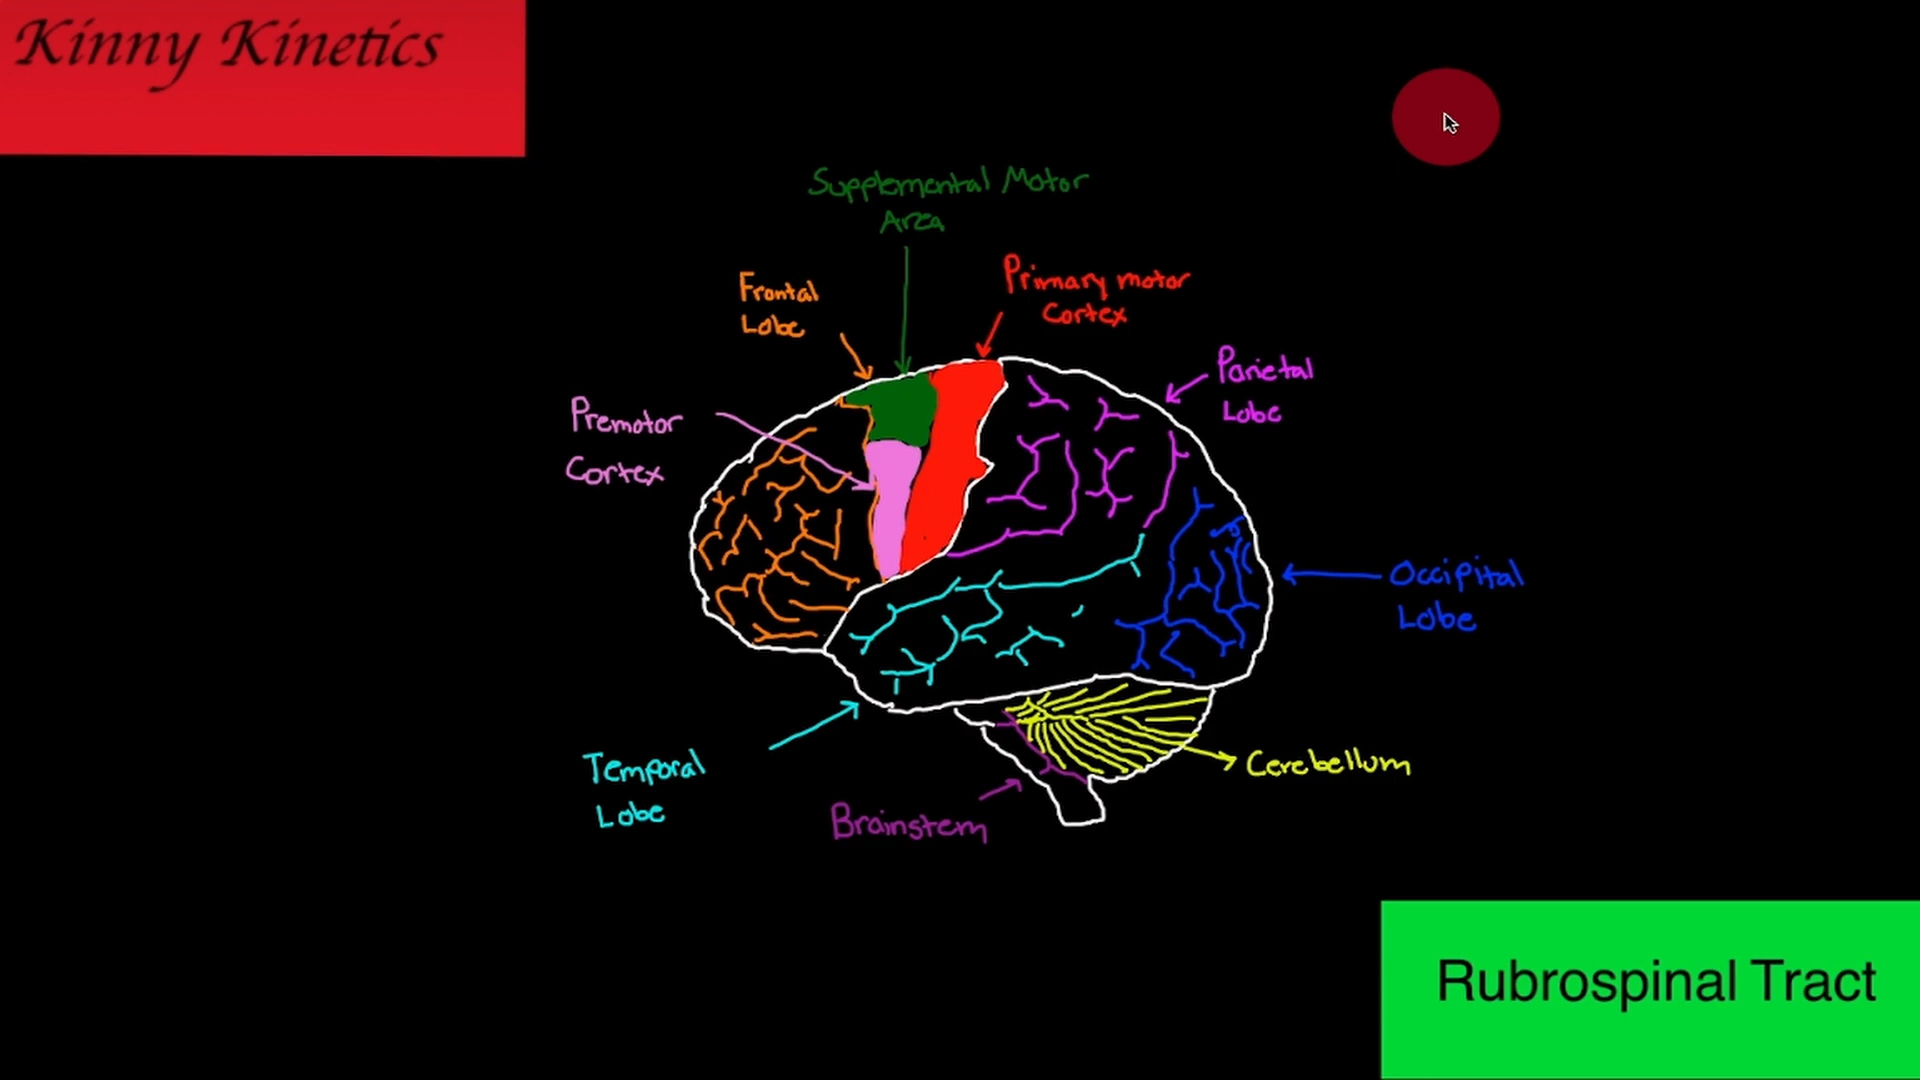 Kinny Kinetics
Supplemental Motor
Area
Frontal
Lobe
Primary motor
Cortex
Parietal
Lobe
Premotor
Cortex
Occipital
Lobe
Temporal
Lobe
Cerebellum
Brainstem
Rubrospinal Tract